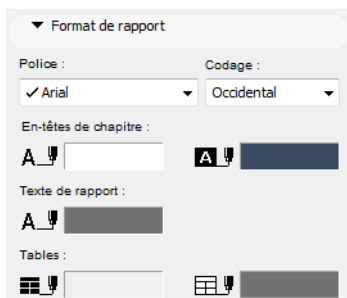 Format de rapport
Police : Codage :
Arial Occidental
En-têtes de chapitre :
A A
Texte de rapport :
A
Tables :